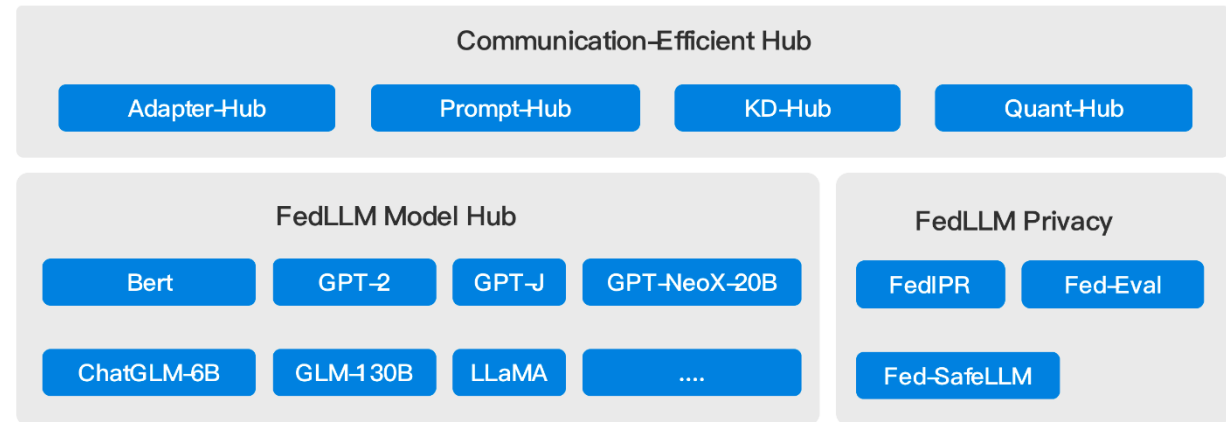 Communication-Efficient Hub
Adapter-Hub Prompt-Hub KD-Hub Quant-Hub
FedLLM Model Hub
Bert GPT-2 GPT-J GPT-NeoX-20B
ChatGLM-6B GLM-130B LLaMA ....
FedLLM Privacy
FedIPR Fed-Eval
Fed-SafeLLM